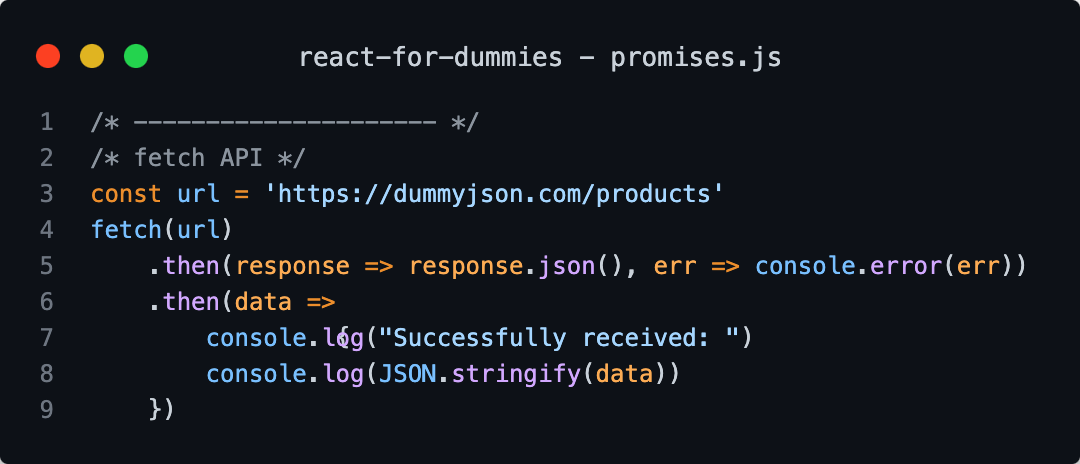 react-for-dummies - promises.js
1 /* --------------------- */
2 /* fetch API */
3 const url = 'https://dummyjson.com/products'
4 fetch(url)
5     .then(response => response.json(), err => console.error(err))
6     .then(data =>
7         console.log{("Successfully received: ")
8         console.log(JSON.stringify(data))
9     })